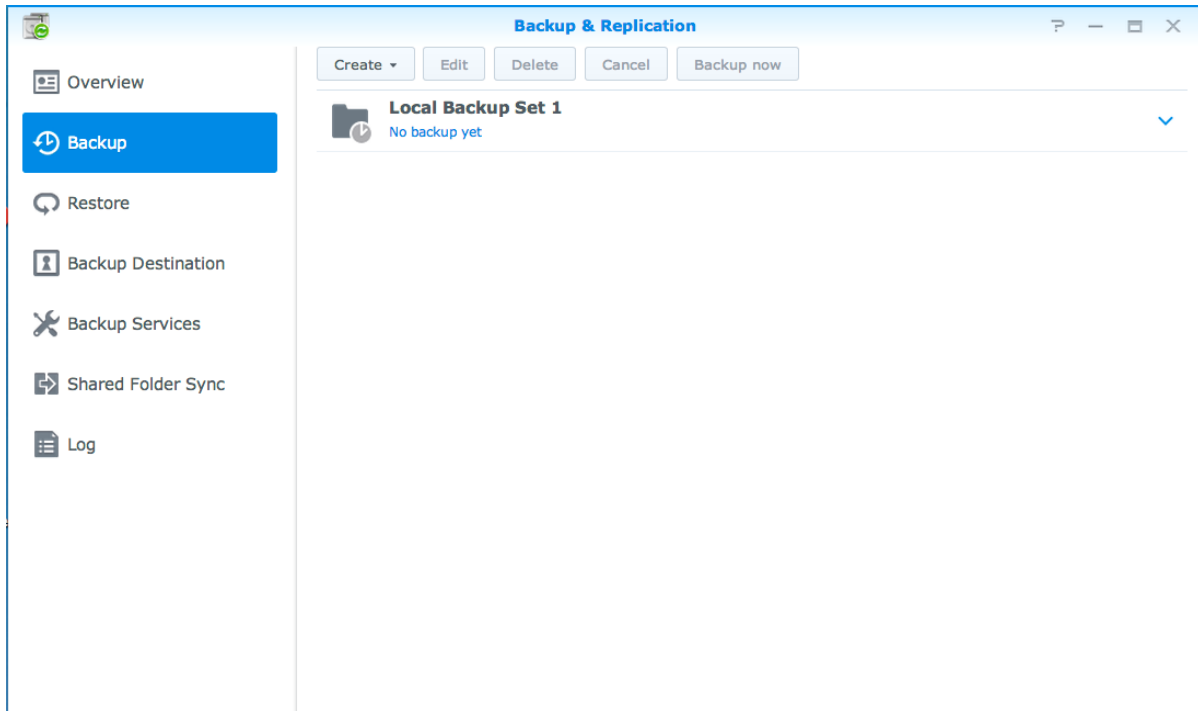 Backup & Replication
Overview
Backup
Restore
Backup Destination
Backup Services
Shared Folder Sync
Log
Create Edit Delete Cancel Backup now
Local Backup Set 1
No backup yet